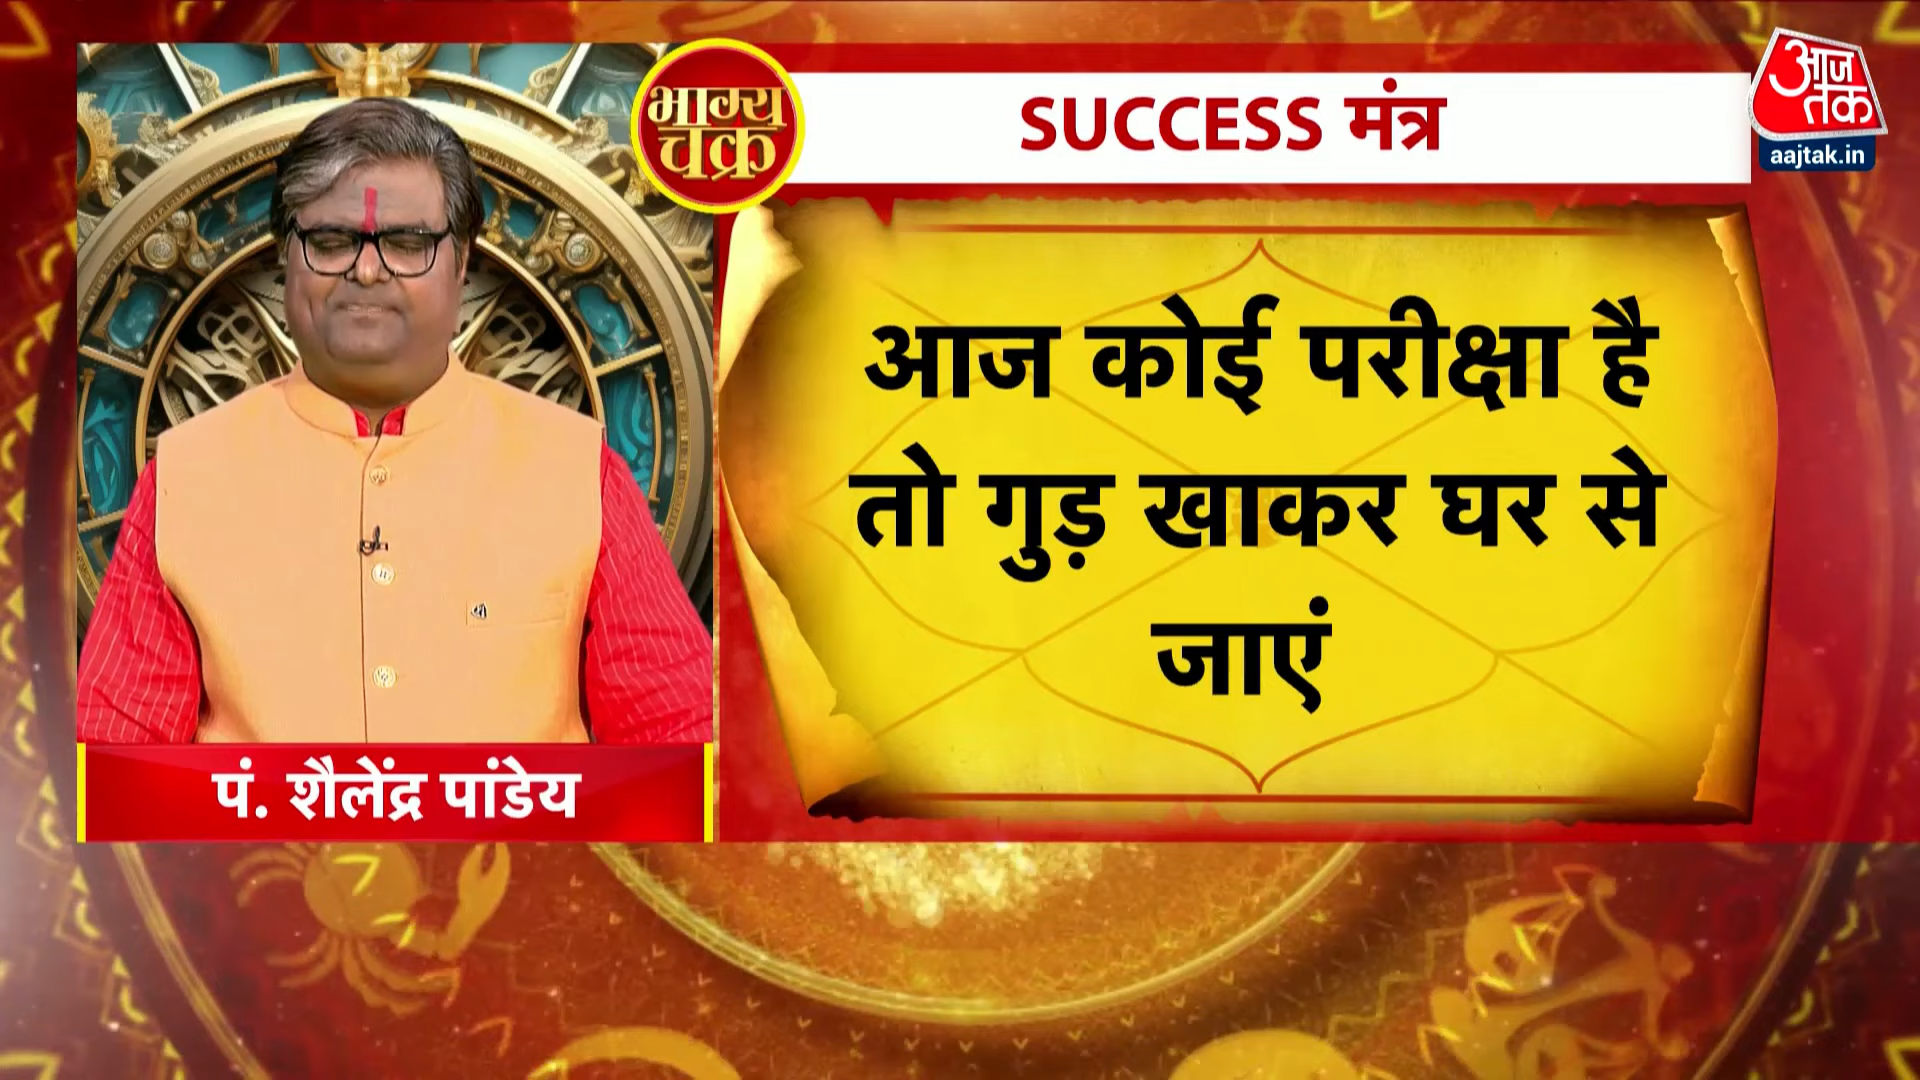 भाग्य
चक्र
SUCCESS मंत्र
आज
तक
aajtak.in
आज कोई परीक्षा है
तो गुड़ खाकर घर से
जाएं
पं. शैलेंद्र पांडेय